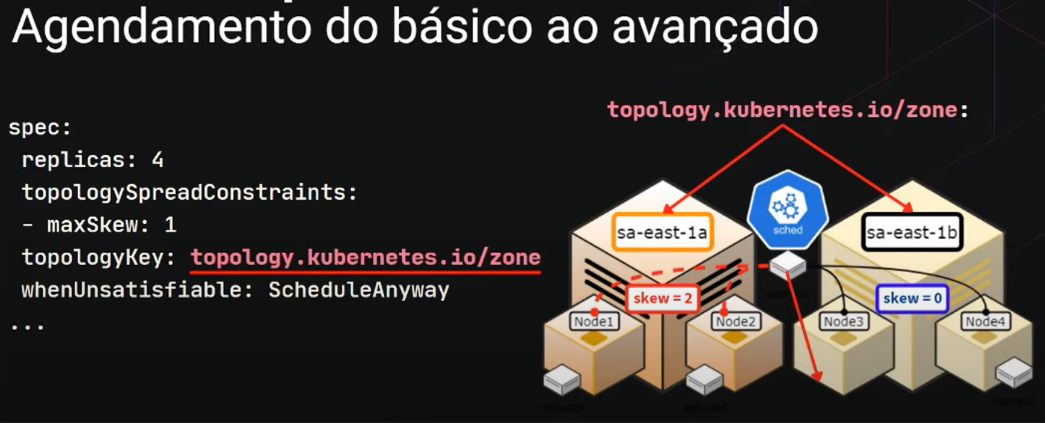 Agendamento do básico ao avançado
spec:
replicas: 4
topologySpreadConstraints:
- maxSkew: 1
topologyKey: topology.kubernetes.io/zone
whenUnsatisfiable: ScheduleAnyway
...
topology.kubernetes.io/zone:
sched
sa-east-1a
sa-east-1b
skew = 2
skew = 0
Node1
Node2
Node3
Node4